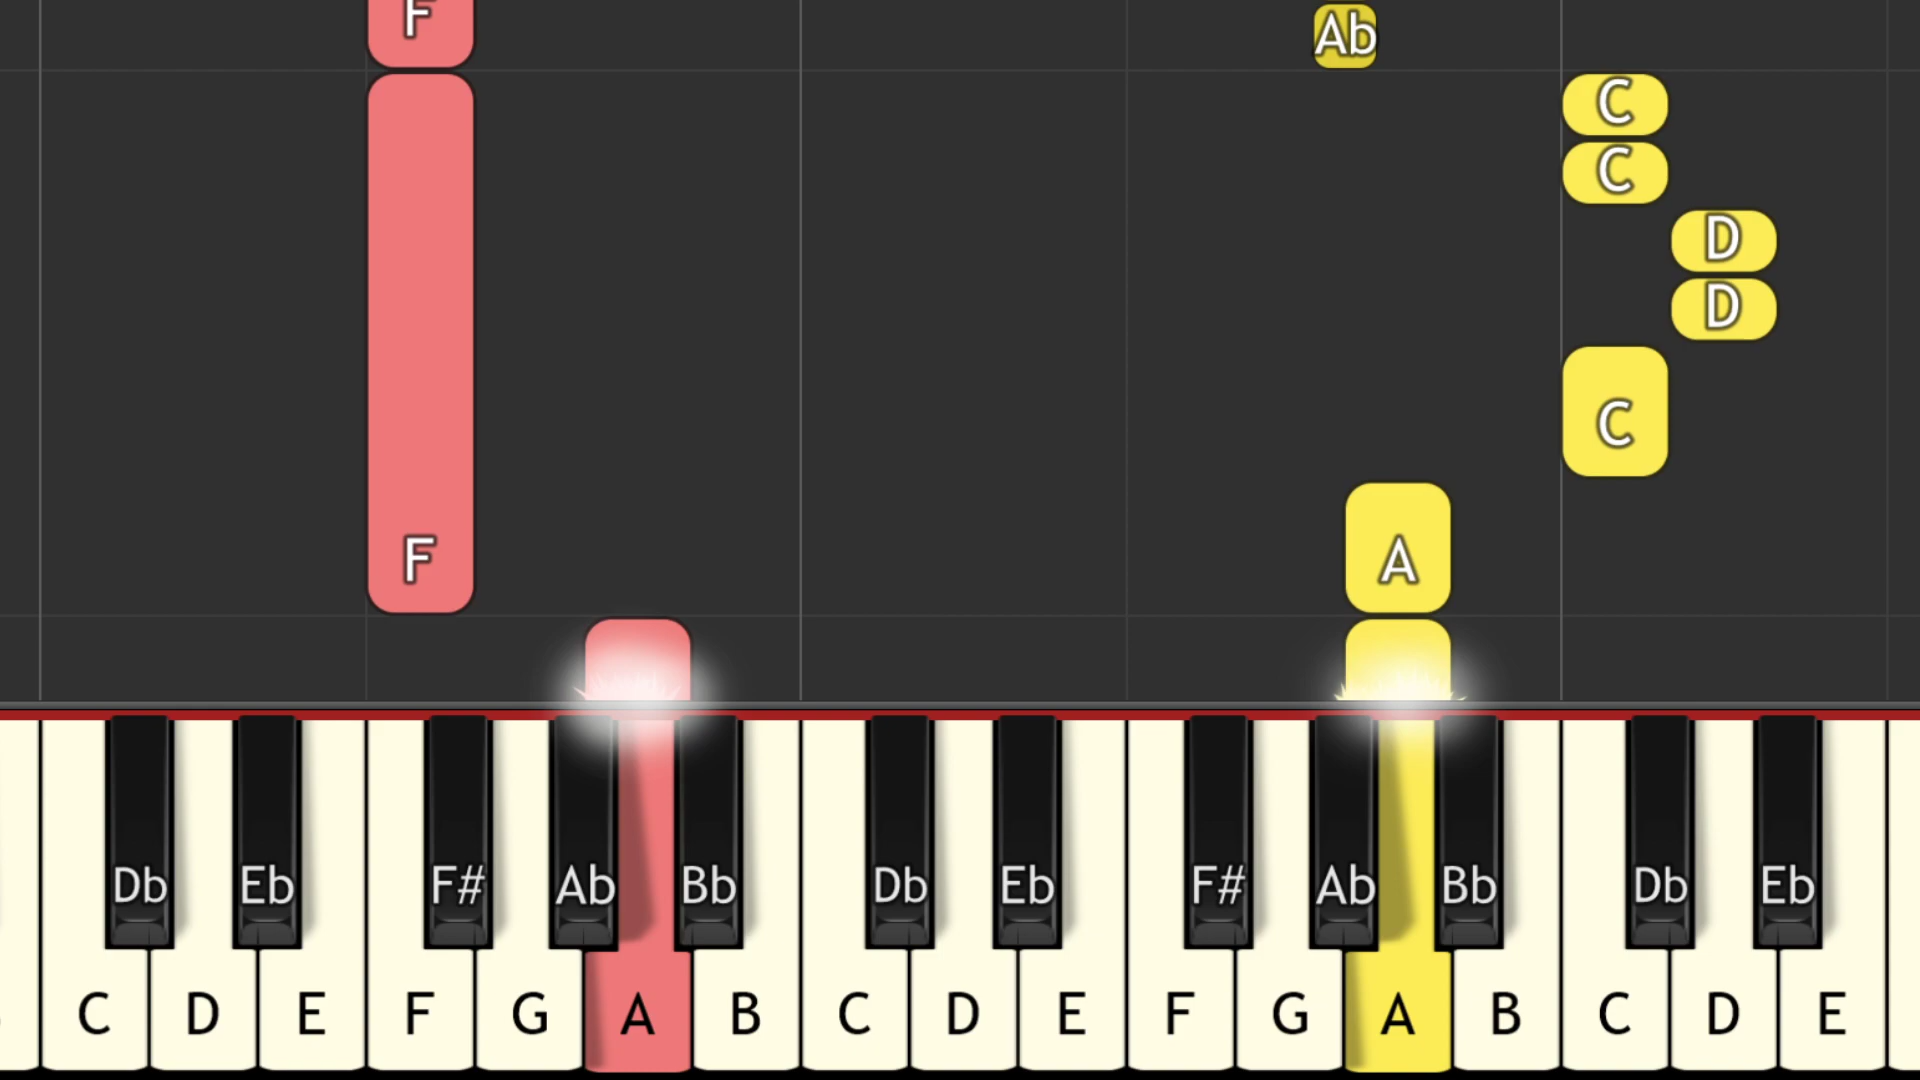 F
Ab
C
C
D
D
C
F A
Db Eb F# Ab Bb Db Eb F# Ab Bb Db Eb
C D E F G A B C D E F G A B C D E